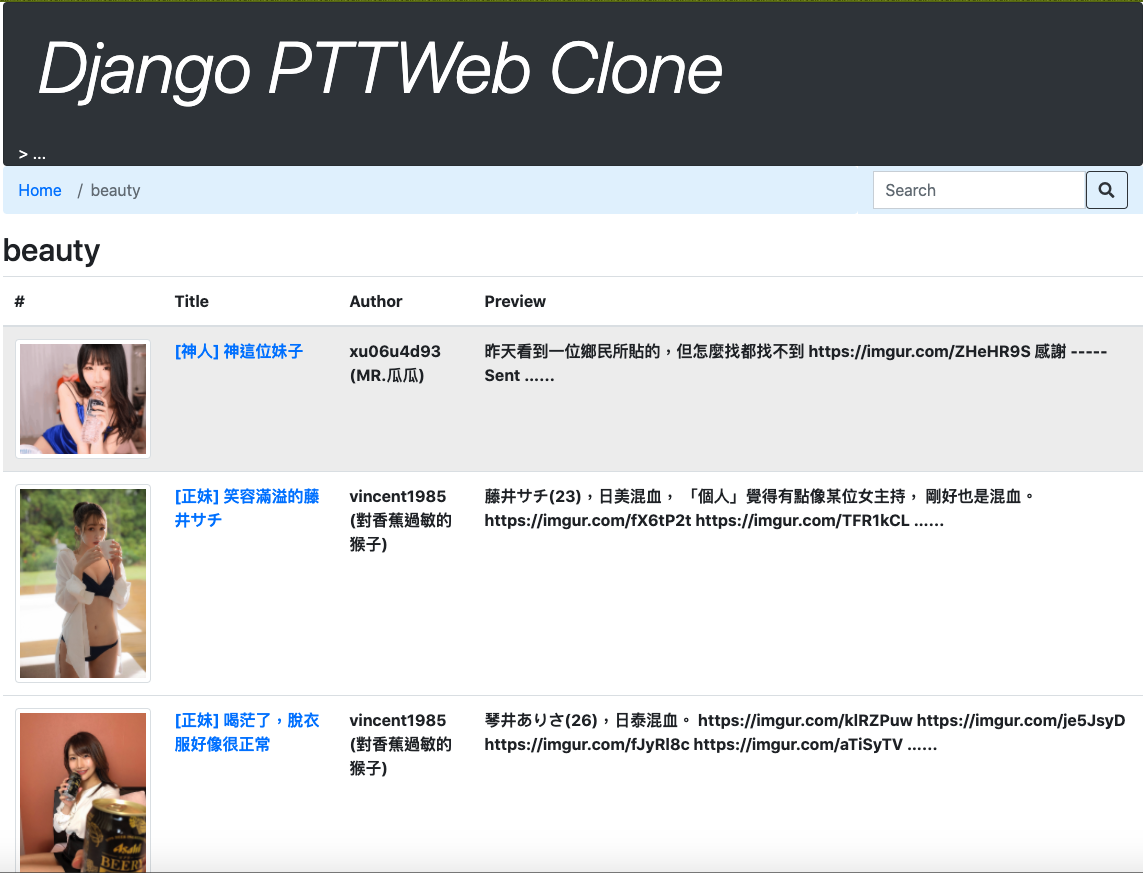 Django PTTWeb Clone
> ...
Home / beauty
Search
beauty
# Title Author Preview
[神人] 神這位妹子
xu06u4d93
(MR.瓜瓜)
昨天看到一位鄉民所貼的，但怎麼找都找不到 https://imgur.com/ZHeHR9S 感謝 -----
Sent ......
[正妹] 笑容滿溢的藤
井サチ
vincent1985
(對香蕉過敏的
猴子)
藤井サチ(23)，日美混血， 「個人」覺得有點像某位女主持， 剛好也是混血。
https://imgur.com/fX6tP2t https://imgur.com/TFR1kCL ......
[正妹] 喝茫了，脫衣
服好像很正常
vincent1985
(對香蕉過敏的
猴子)
琴井ありさ(26)，日泰混血。 https://imgur.com/klRZPuw https://imgur.com/je5JsyD
https://imgur.com/fJyRl8c https://imgur.com/aTiSyTV ......
Asahi
BEER